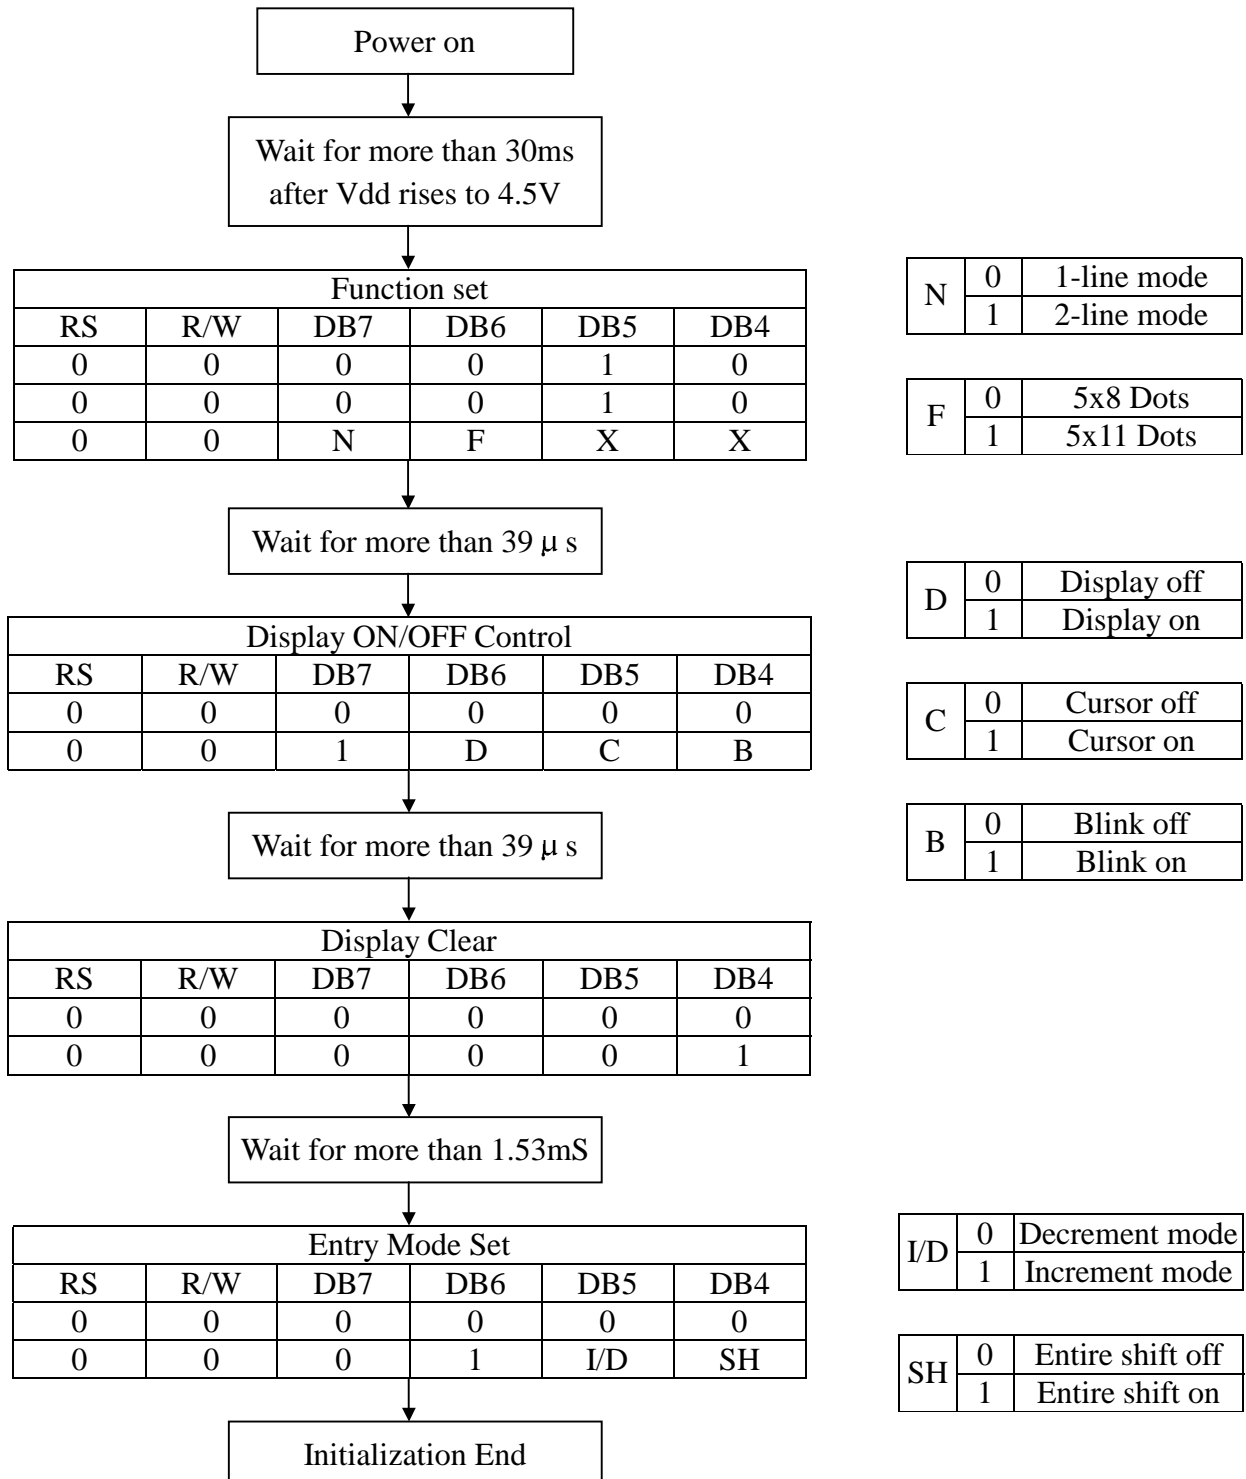 Power on
Wait for more than 30ms
after Vdd rises to 4.5V
Function set
RS R/W DB7 DB6 DB5 DB4
0 0 0 0 1 0
0 0 0 0 1 0
0 0 N F X X
N 0 1-line mode
1 2-line mode
F 0 5x8 Dots
1 5x11 Dots
Wait for more than 39 μ s
Display ON/OFF Control
RS R/W DB7 DB6 DB5 DB4
0 0 0 0 0 0
0 0 1 D C B
D 0 Display off
1 Display on
C 0 Cursor off
1 Cursor on
B 0 Blink off
1 Blink on
Wait for more than 39 μ s
Display Clear
RS R/W DB7 DB6 DB5 DB4
0 0 0 0 0 0
0 0 0 0 0 1
Wait for more than 1.53mS
Entry Mode Set
RS R/W DB7 DB6 DB5 DB4
0 0 0 0 0 0
0 0 0 1 I/D SH
I/D 0 Decrement mode
1 Increment mode
SH 0 Entire shift off
1 Entire shift on
Initialization End